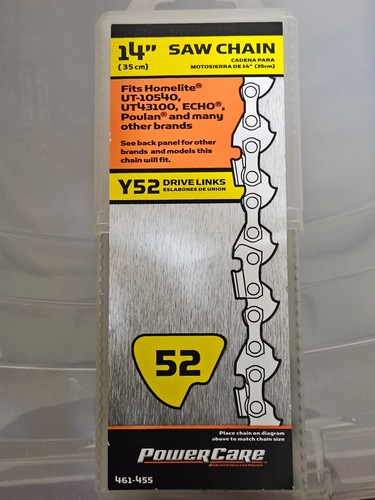 14" SAW CHAIN
(35cm) CADENA PARA
MOTOSIERRA DE 14" (35cm)
Fits Homelite®
UT-10540,
UT43100, ECHO®,
Poulan® and many
other brands
See back panel for other
brands and models this
chain will fit.
Y52 DRIVE LINKS
ESLABONES DE UNION
52
Place chain on diagram
above to match chain size
POWERCARE
461-455